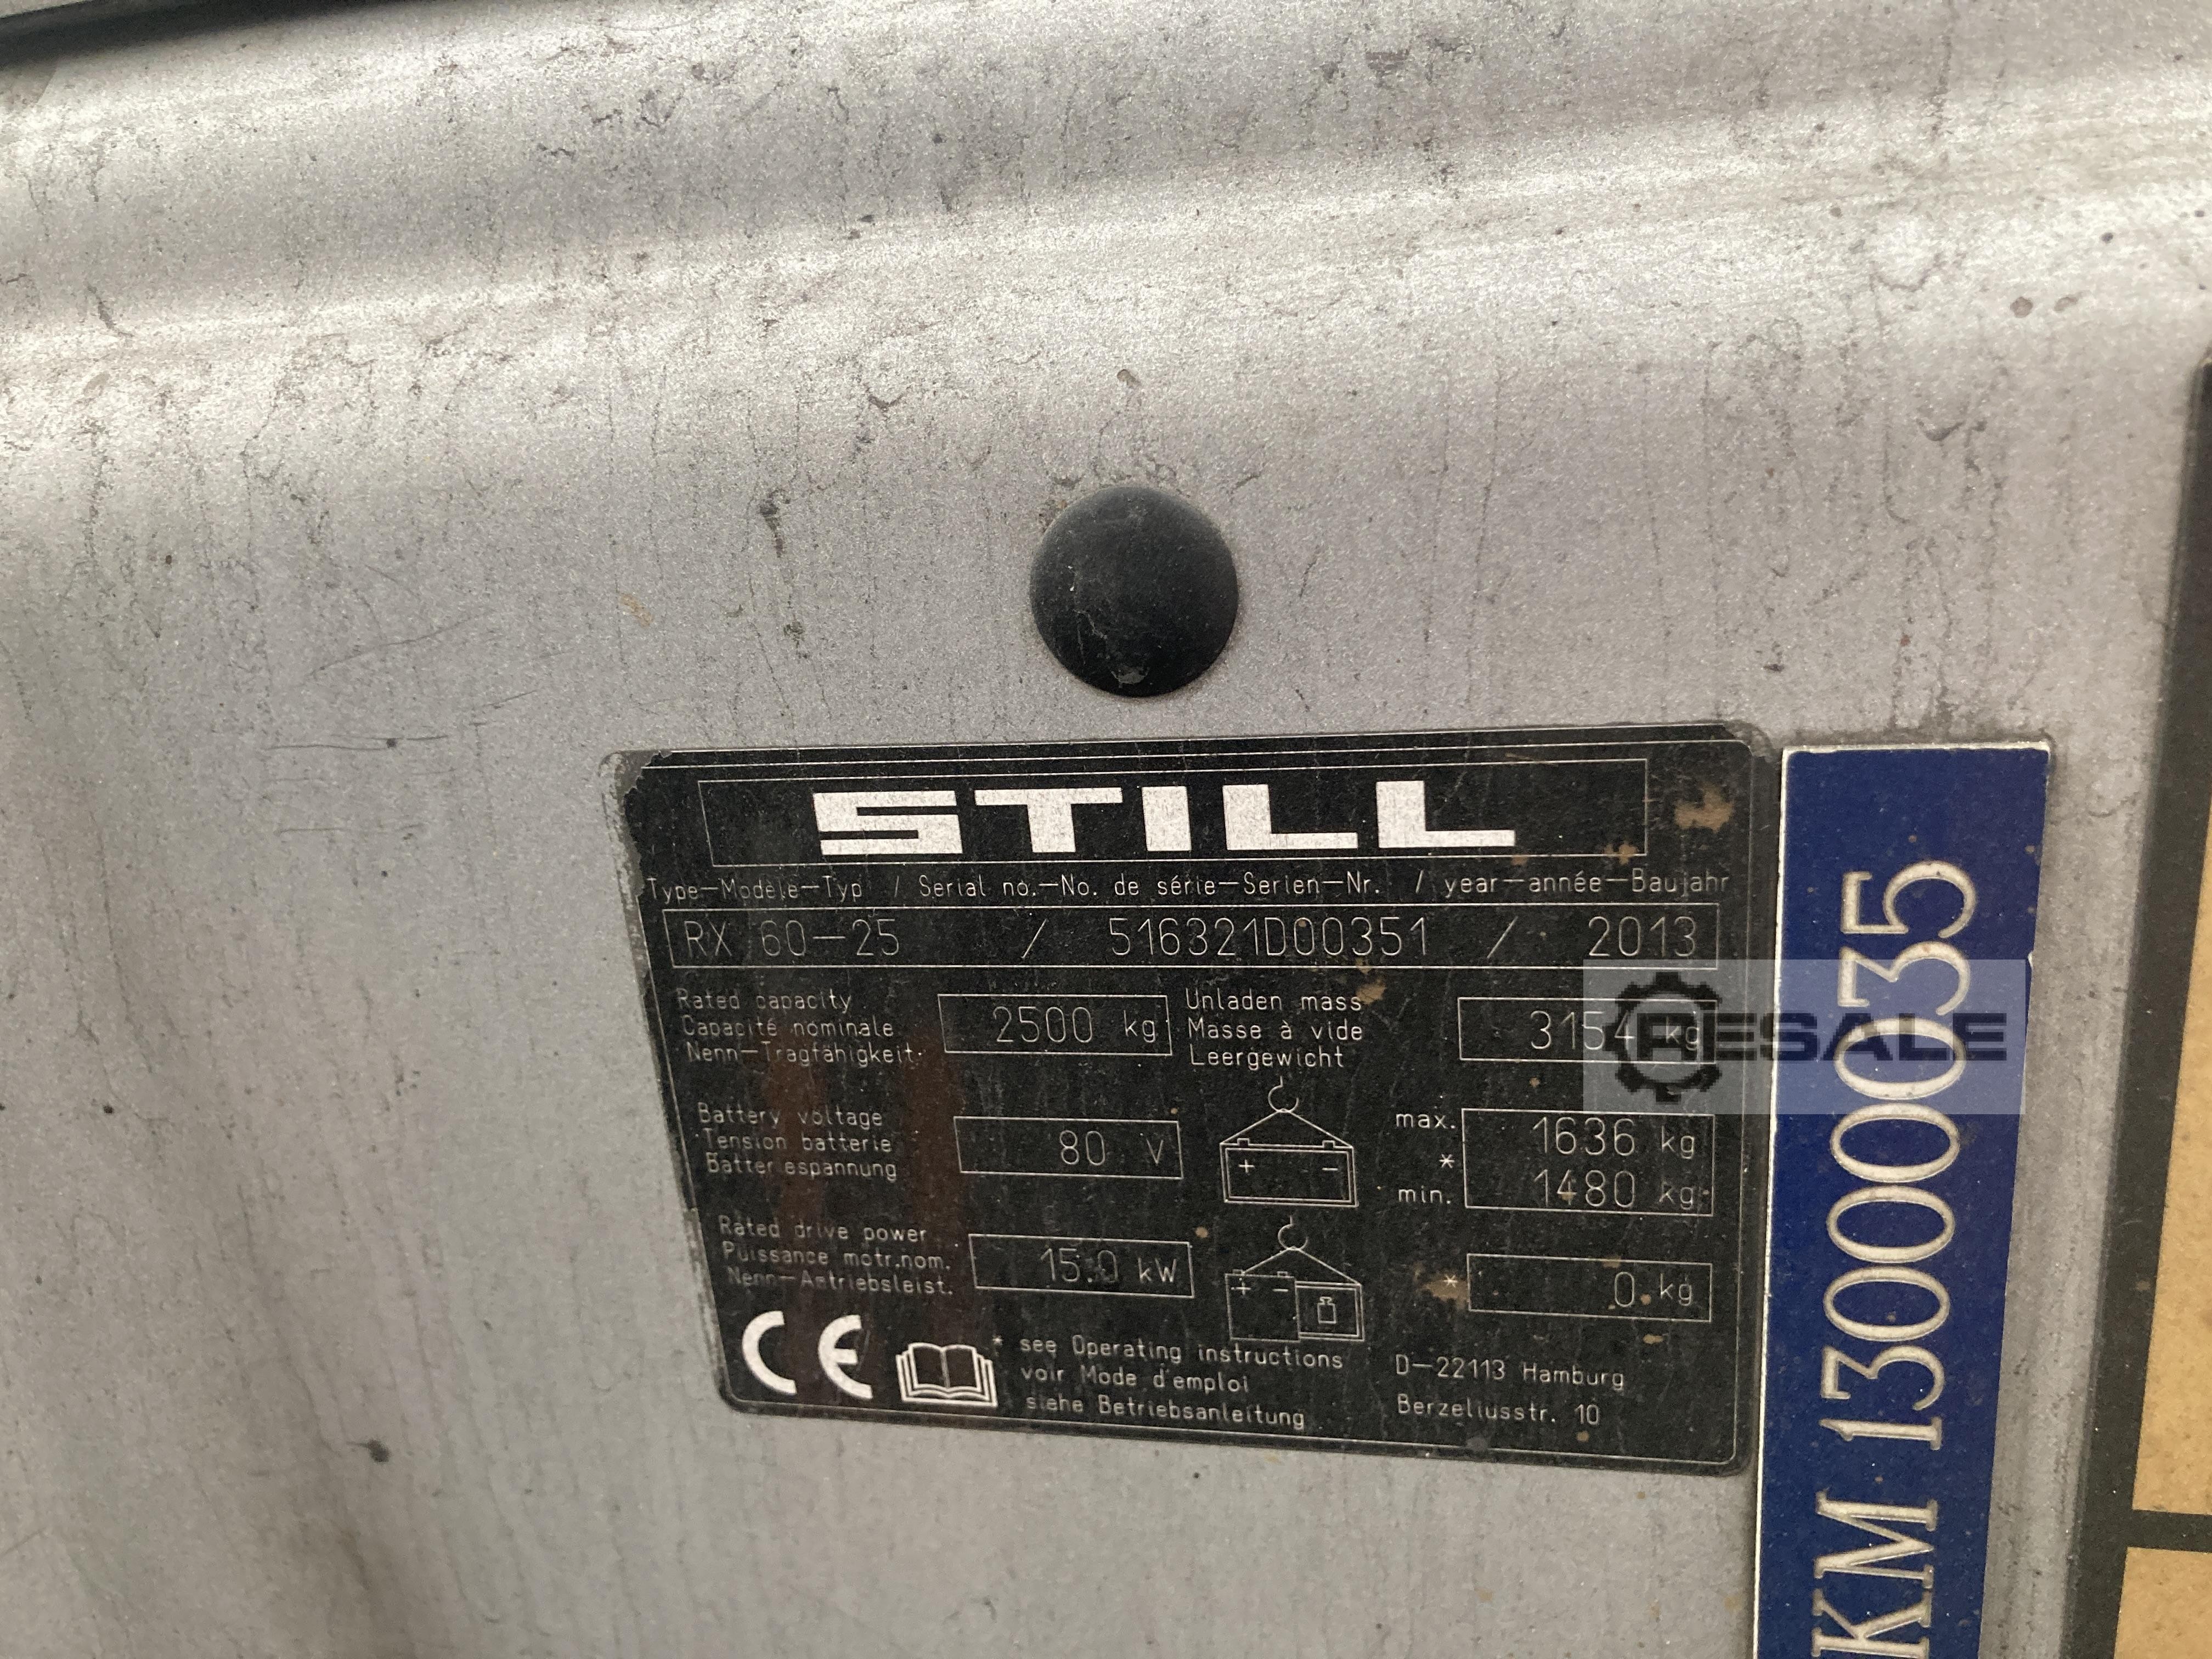 STILL
Type—Modèle—Typ / Serial no.—No. de série—Serien—Nr. / year—année—Baujahr
RX 60—25 / 516321D00351 / 2013
Rated capacity
Capacité nominale
Nenn—Tragfähigkeit
2500 kg
Unladen mass
Masse à vide
Leergewicht
3154 kg
Battery voltage
Tension batterie
Batteriespannung
80 V
+ −
max. 1636 kg
*
min. 1480 kg
Rated drive power
Puissance motr.nom.
Nenn—Antriebsleist.
15.0 kW
+ −
* 0 kg
CE
* see Operating instructions
voir Mode d'emploi
siehe Betriebsanleitung
D—22113 Hamburg
Berzeliusstr. 10
KM 1300035
RESALE